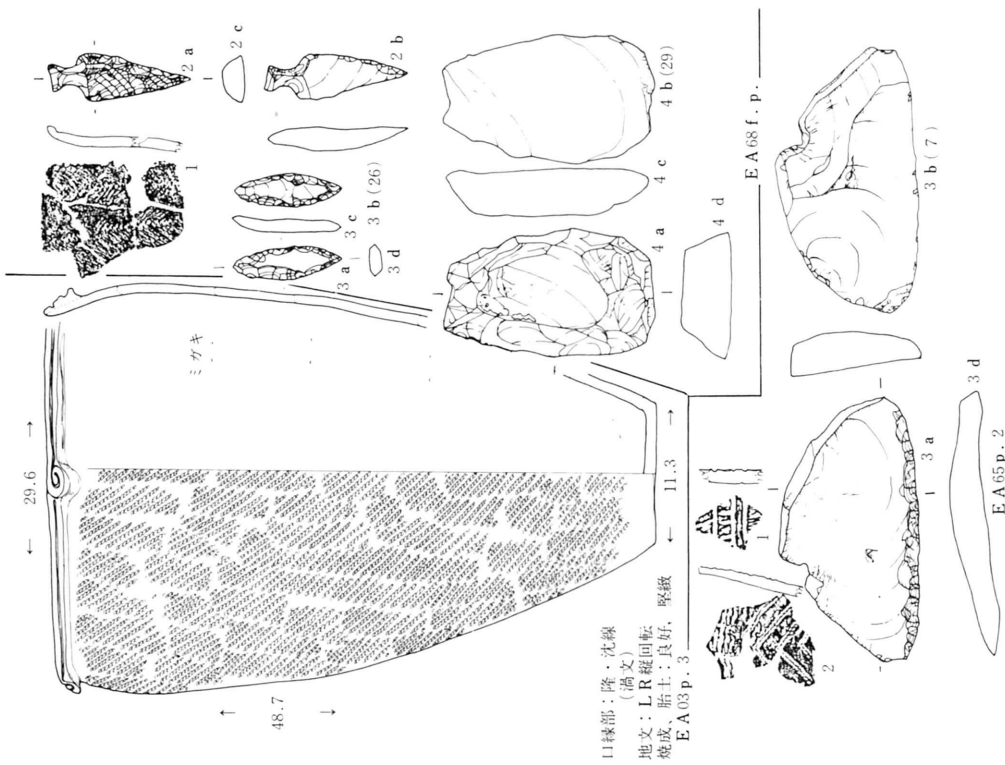 ← 29.6 →
↑ 48.7 ↓
← 11.3 →
ミガキ
口縁部：隆・沈線
(渦文)
地文：ＬＲ縦回転
焼成、胎土：良好，堅緻
EA03p. 3
1
2 a
2 c
2 b
3 a
3 c
3 b (26)
3 d
4 a
4 c
4 b (29)
4 d
EA68 f. p.
1
2
3 a
3 b (7)
3 d
EA65p. 2